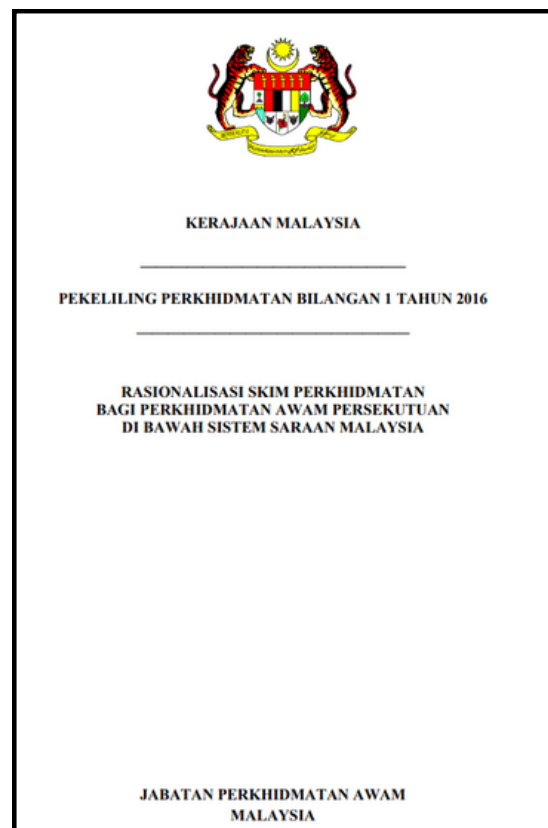 KERAJAAN MALAYSIA
PEKELILING PERKHIDMATAN BILANGAN 1 TAHUN 2016
RASIONALISASI SKIM PERKHIDMATAN
BAGI PERKHIDMATAN AWAM PERSEKUTUAN
DI BAWAH SISTEM SARAAN MALAYSIA
JABATAN PERKHIDMATAN AWAM
MALAYSIA